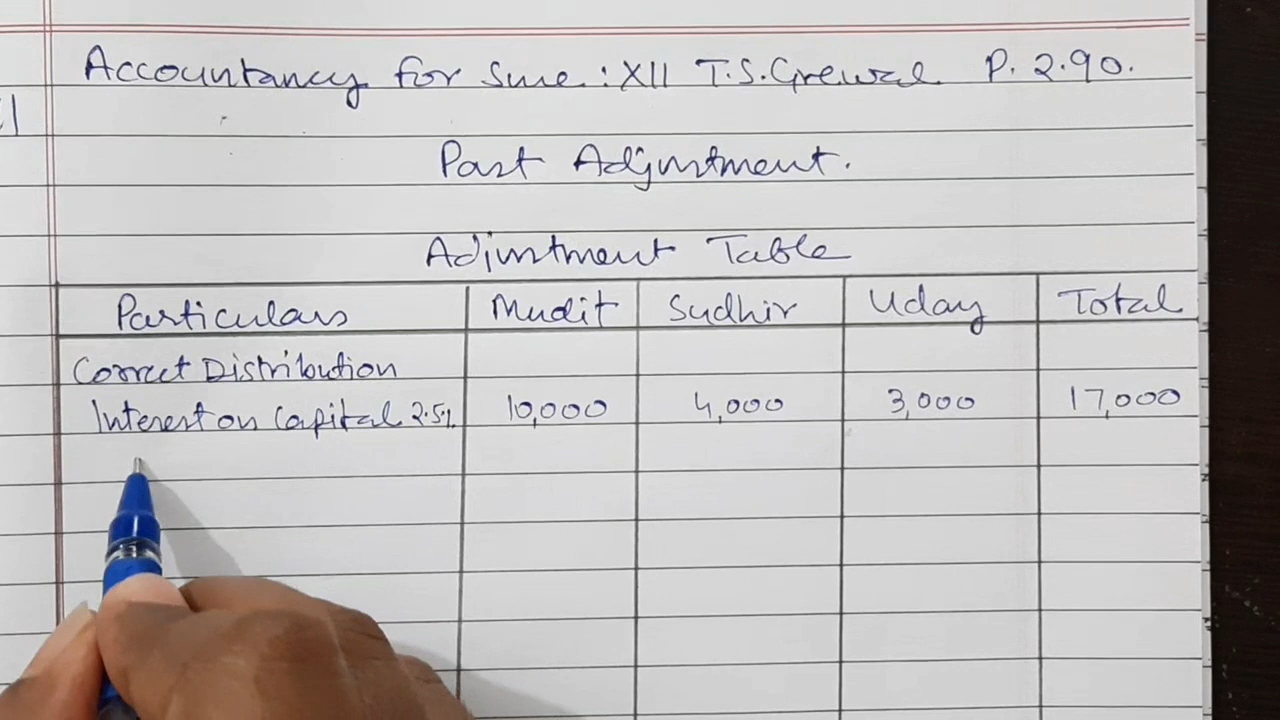 Accountancy for Sure : XII T.S.Grewal P. 2.90.
Past Adjustment.
Adjustment Table
Particulars Mudit Sudhir Uday Total
Correct Distribution
Interest on Capital 2.5%. 10,000 4,000 3,000 17,000